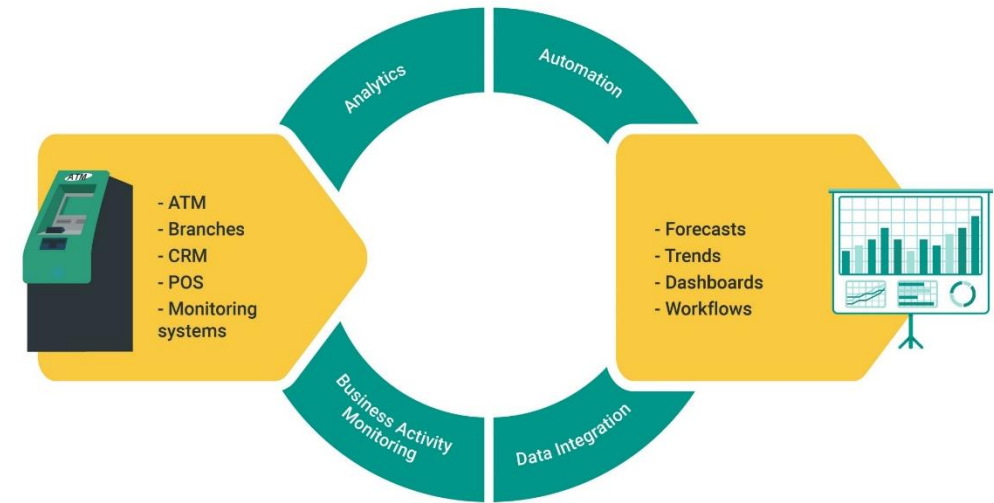 Analytics
Automation
ATM
- ATM
- Branches
- CRM
- POS
- Monitoring
systems
- Forecasts
- Trends
- Dashboards
- Workflows
Business Activity
Monitoring
Data Integration